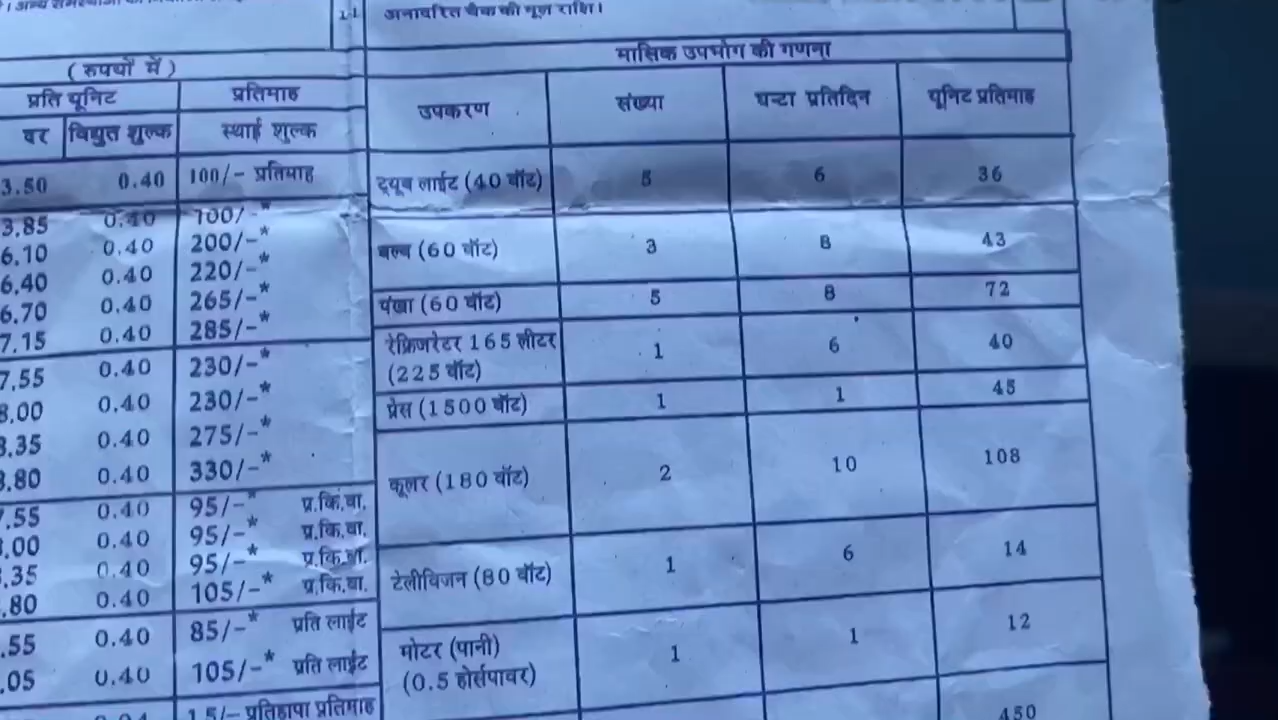 । अन्य समस्याओं
11
अनावरित चैक की मूल राशि।
(रुपयों में)
प्रति यूनिट प्रतिमाह
दर विद्युत शुल्क स्थाई शुल्क
3.50 0.40 100/- प्रतिमाह
3.85 0.40 100/-*
6.10 0.40 200/-*
6.40 0.40 220/-*
6.70 0.40 265/-*
7.15 0.40 285/-*
7.55 0.40 230/-*
8.00 0.40 230/-*
8.35 0.40 275/-*
8.80 0.40 330/-*
.55 0.40 95/-* प्र.कि.वा.
.00 0.40 95/-* प्र.कि.वा.
.35 0.40 95/-* प्र.कि.वा.
.80 0.40 105/-* प्र.कि.वा.
.55 0.40 85/-* प्रति लाईट
.05 0.40 105/-* प्रति लाईट
1.5/- प्रतिमाह
मासिक उपभोग की गणना
उपकरण संख्या घन्टा प्रतिदिन यूनिट प्रतिमाह
ट्यूब लाईट (40 वॉट) 5 6 36
बल्ब (60 वॉट) 3 8 43
पंखा (60 वॉट) 5 8 72
रेफ्रिजरेटर 165 लीटर 1 6 40
(225 वॉट)
प्रेस (1500 वॉट) 1 1 45
कूलर (180 वॉट) 2 10 108
टेलीविजन (80 वॉट) 1 6 14
मोटर (पानी) 1 1 12
(0.5 होर्सपावर)
450